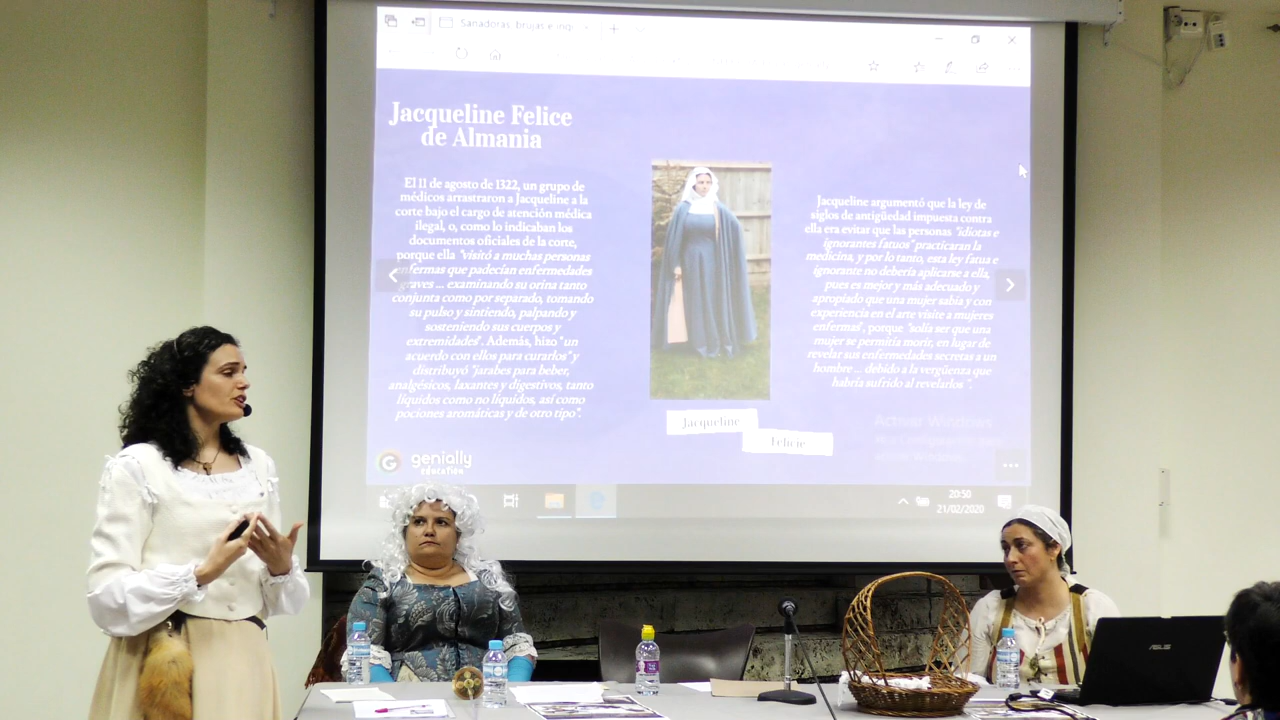 Sanadoras, brujas e inqi
Jacqueline Felice
de Almania
El 11 de agosto de 1322, un grupo de
médicos arrastraron a Jacqueline a la
corte bajo el cargo de atención médica
ilegal, o, como lo indicaban los
documentos oficiales de la corte,
porque ella "visitó a muchas personas
enfermas que padecían enfermedades
graves ... examinando su orina tanto
conjunta como por separado, tomando
su pulso y sintiendo, palpando y
sosteniendo sus cuerpos y
extremidades". Además, hizo "un
acuerdo con ellos para curarlos" y
distribuyó "jarabes para beber,
analgésicos, laxantes y digestivos, tanto
líquidos como no líquidos, así como
pociones aromáticas y de otro tipo".
Jacqueline argumentó que la ley de
siglos de antigüedad impuesta contra
ella era evitar que las personas "idiotas e
ignorantes fatuos" practicaran la
medicina, y por lo tanto, esta ley fatua e
ignorante no debería aplicarse a ella,
pues es mejor y más adecuado y
apropiado que una mujer sabia y con
experiencia en el arte visite a mujeres
enfermas", porque "solía ser que una
mujer se permitía morir, en lugar de
revelar sus enfermedades secretas a un
hombre ... debido a la vergüenza que
habría sufrido al revelarlos ".
Jacqueline
Felicie
Activar Windows
G genially
EDUCATION
20:50
21/02/2020
ASUS